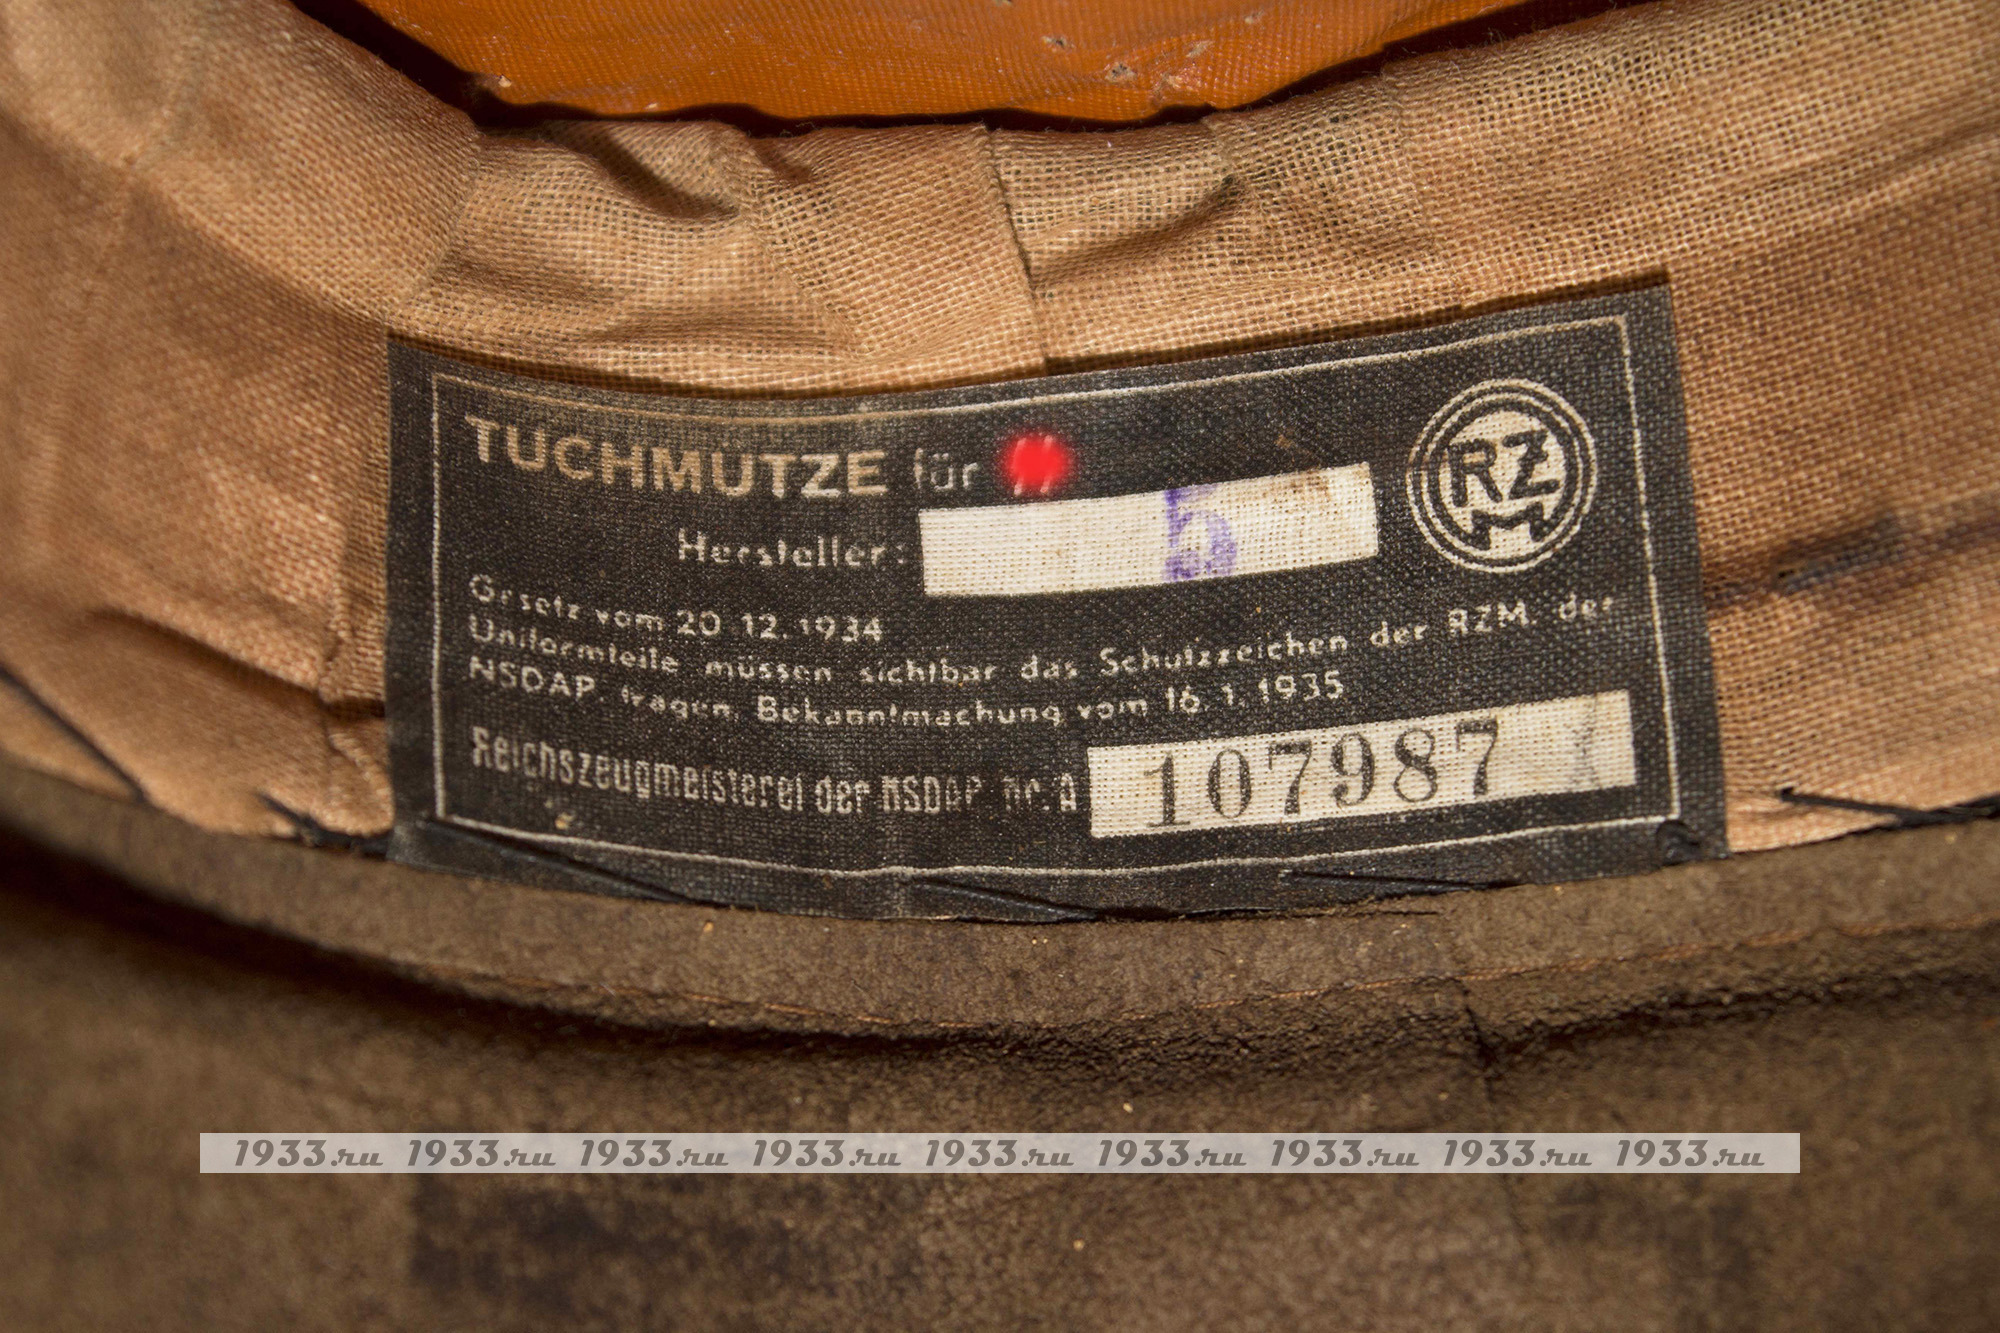 TUCHMÜTZE für
RZM
Hersteller: 5
Gesetz vom 20.12.1934
Uniformteile müssen sichtbar das Schutzzeichen der RZM. der
NSDAP. tragen. Bekanntmachung vom 16.1.1935
Reichszeugmeisterei der NSDAP Nr. A 107987
1933.ru 1933.ru 1933.ru 1933.ru 1933.ru 1933.ru 1933.ru 1933.ru 1933.ru